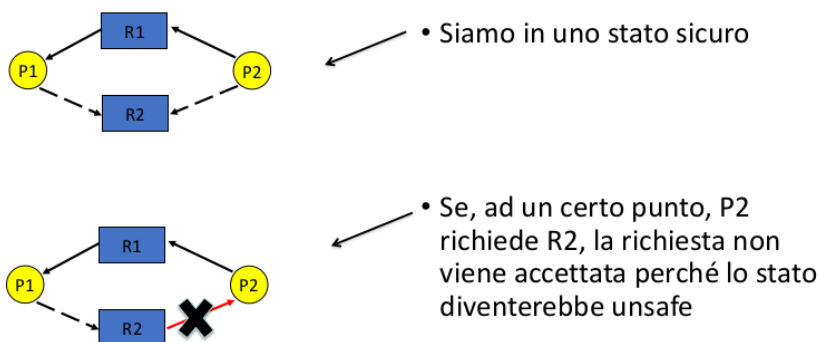 R1
• Siamo in uno stato sicuro
P1
P2
R2
• Se, ad un certo punto, P2
richiede R2, la richiesta non
viene accettata perché lo stato
diventerebbe unsafe
R1
P1
P2
R2